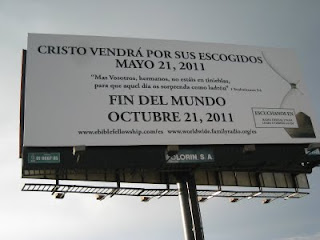 CRISTO VENDRÁ POR SUS ESCOGIDOS
MAYO 21, 2011
"Mas Vosotros, hermanos, no estáis en tinieblas,
para que aquel día os sorprenda como ladrón"
FIN DEL MUNDO
OCTUBRE 21, 2011
www.ebiblefellowship.com/es www.worldwide.familyradio.org/es
POLORIN, S.A